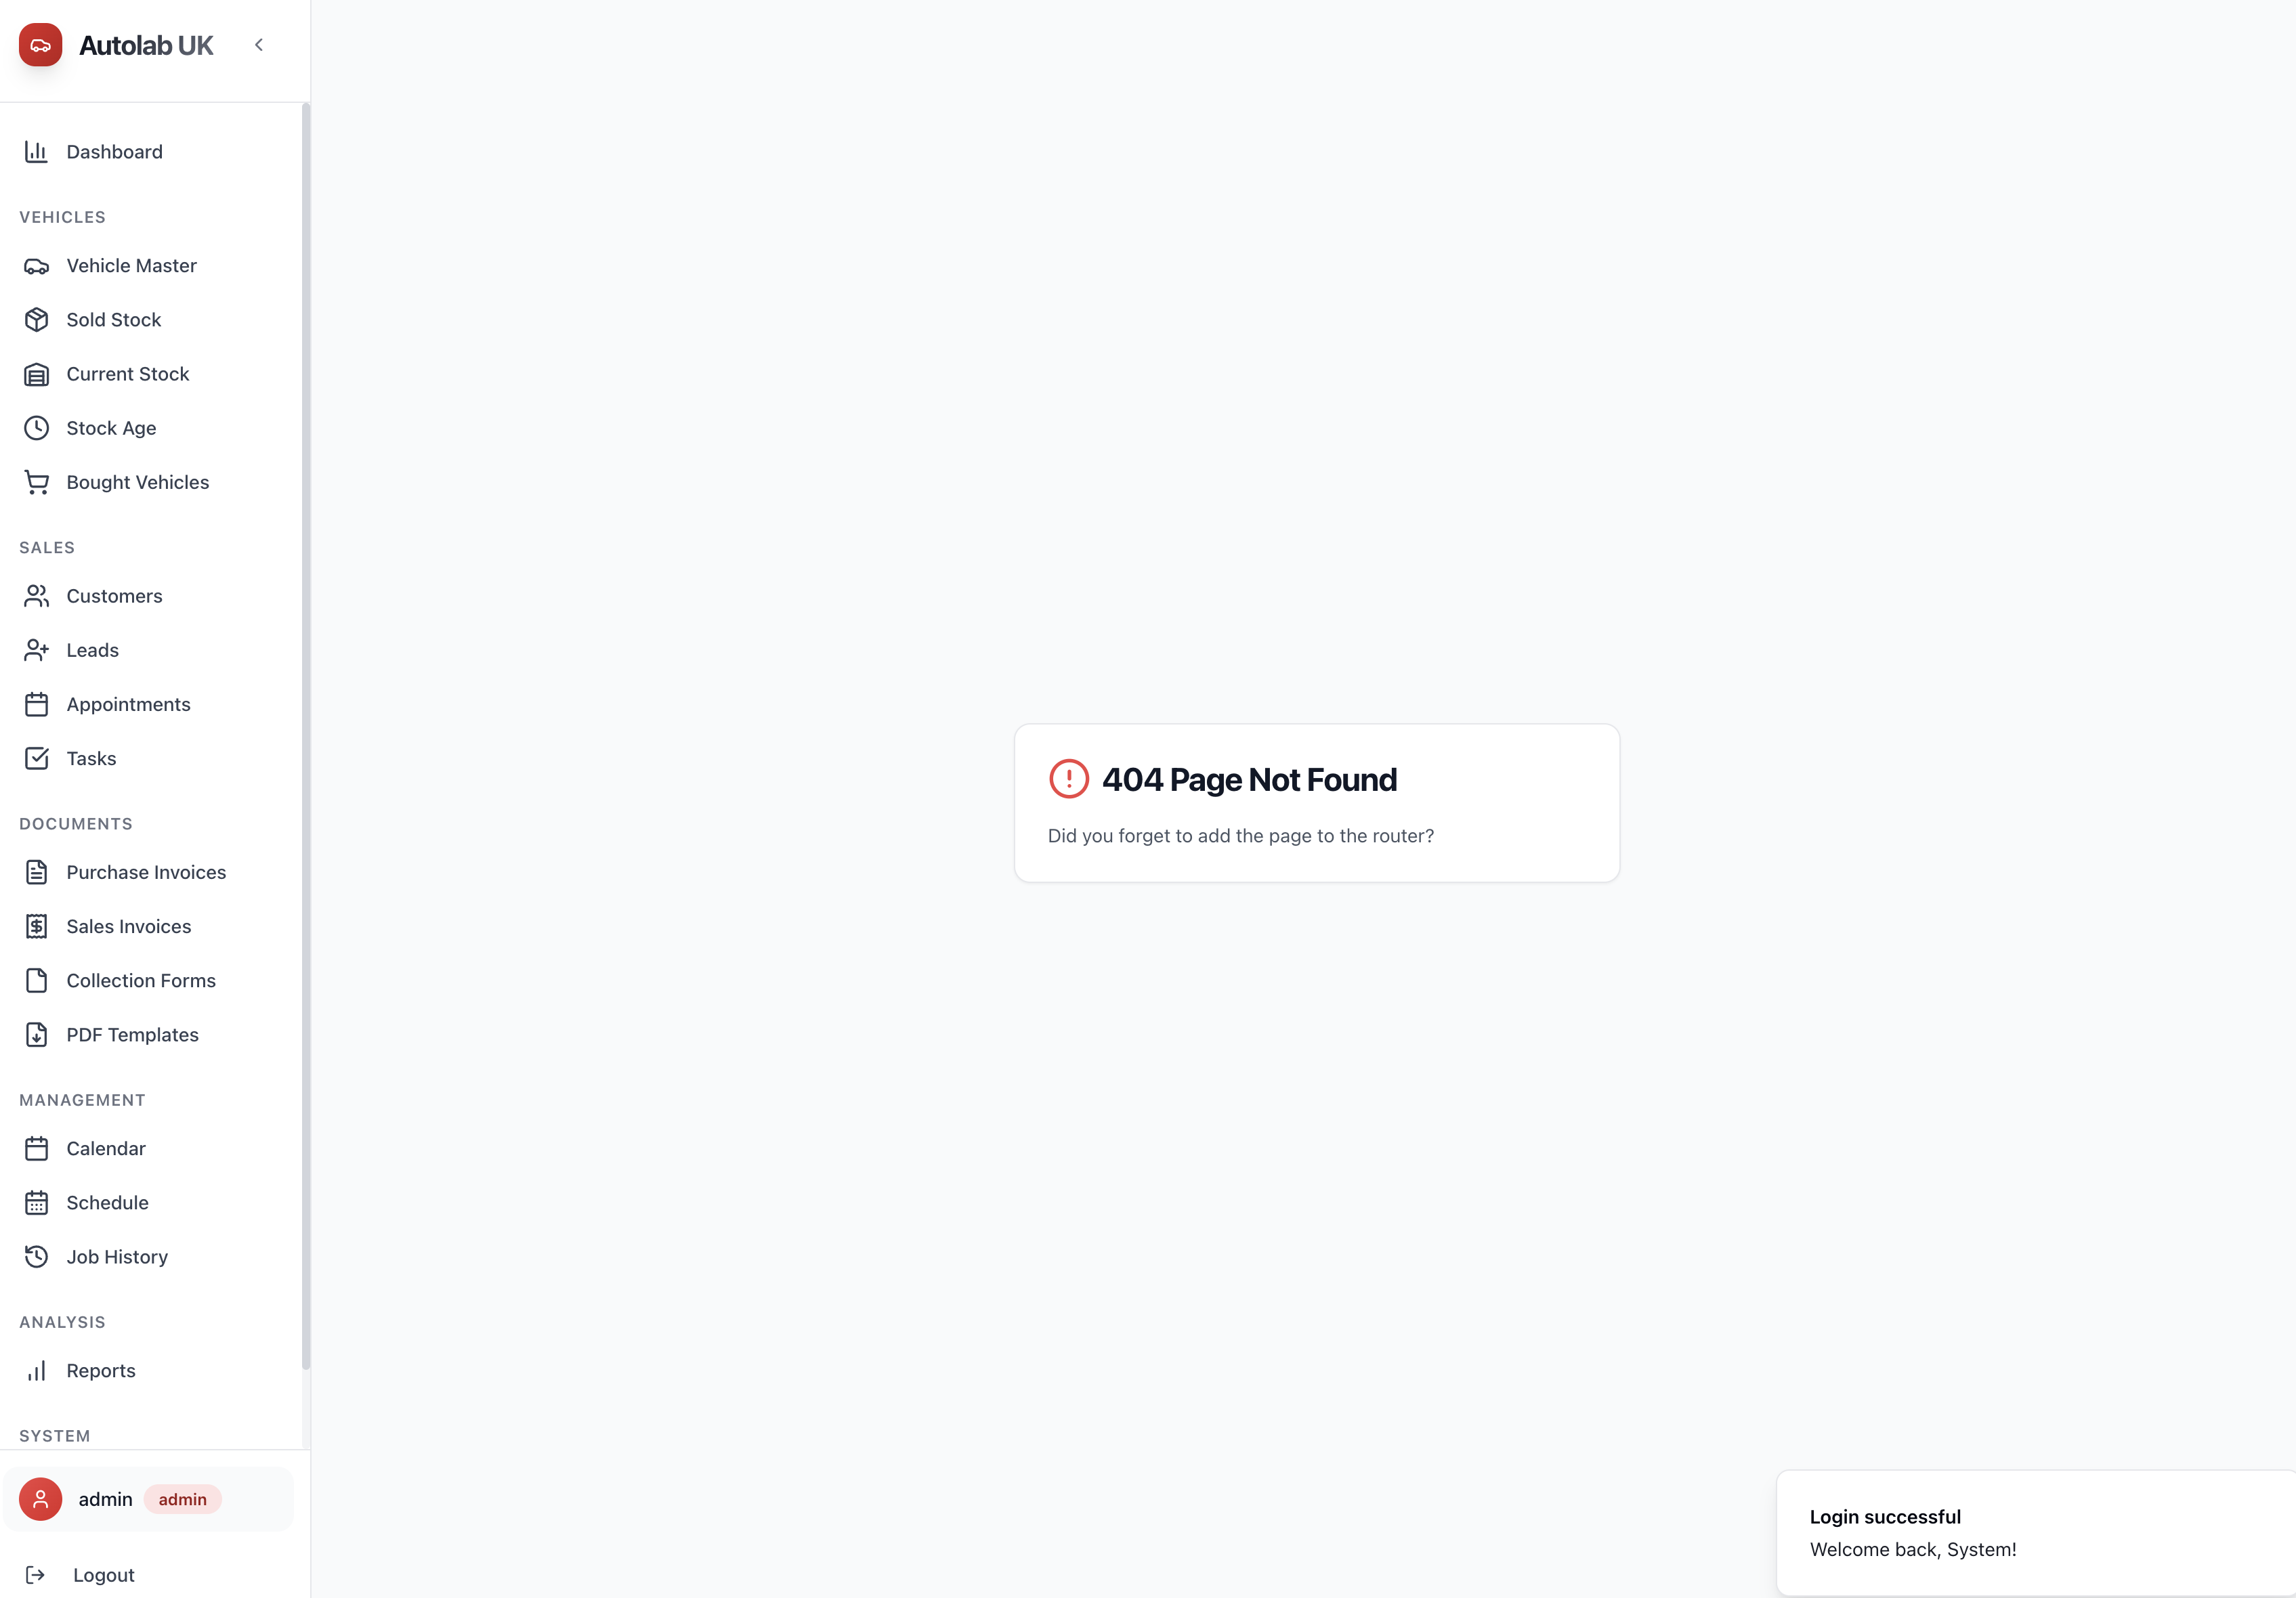 Autolab UK
Dashboard
VEHICLES
Vehicle Master
Sold Stock
Current Stock
Stock Age
Bought Vehicles
SALES
Customers
Leads
Appointments
Tasks
DOCUMENTS
Purchase Invoices
Sales Invoices
Collection Forms
PDF Templates
MANAGEMENT
Calendar
Schedule
Job History
ANALYSIS
Reports
SYSTEM
admin admin
Logout
404 Page Not Found
Did you forget to add the page to the router?
Login successful
Welcome back, System!